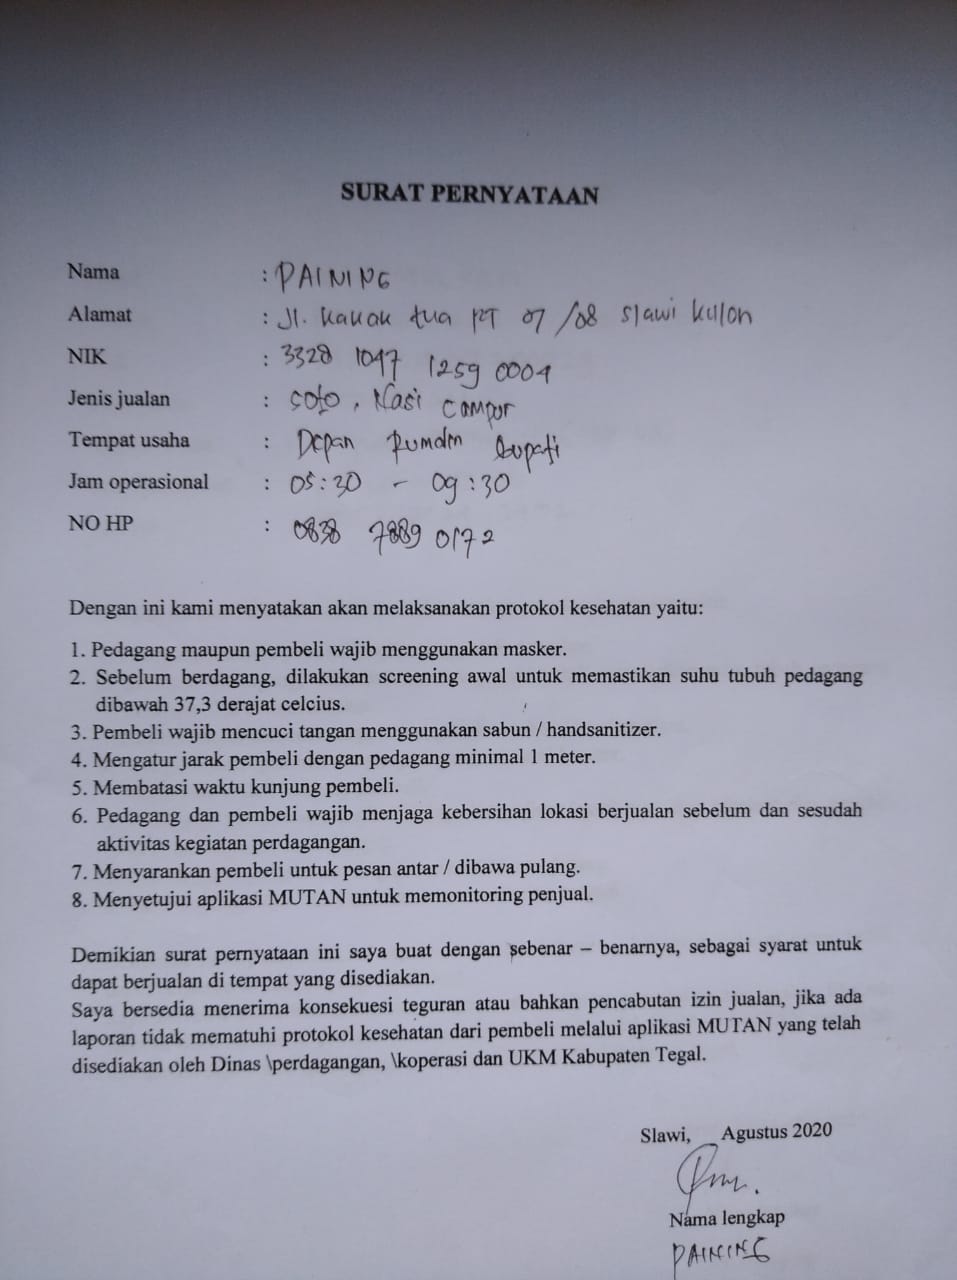 SURAT PERNYATAAN
Nama : PAINING
Alamat : Jl. Kakak tua RT 07 /08 Slawi Kulon
NIK : 3328 1047 1259 0004
Jenis jualan : Soto, Nasi Campur
Tempat usaha : Depan Rumdin bupati
Jam operasional : 05:30 - 09:30
NO HP : 0838 7889 0172
Dengan ini kami menyatakan akan melaksanakan protokol kesehatan yaitu:
1. Pedagang maupun pembeli wajib menggunakan masker.
2. Sebelum berdagang, dilakukan screening awal untuk memastikan suhu tubuh pedagang
dibawah 37,3 derajat celcius.
3. Pembeli wajib mencuci tangan menggunakan sabun / handsanitizer.
4. Mengatur jarak pembeli dengan pedagang minimal 1 meter.
5. Membatasi waktu kunjung pembeli.
6. Pedagang dan pembeli wajib menjaga kebersihan lokasi berjualan sebelum dan sesudah
aktivitas kegiatan perdagangan.
7. Menyarankan pembeli untuk pesan antar / dibawa pulang.
8. Menyetujui aplikasi MUTAN untuk memonitoring penjual.
Demikian surat pernyataan ini saya buat dengan sebenar – benarnya, sebagai syarat untuk
dapat berjualan di tempat yang disediakan.
Saya bersedia menerima konsekuesi teguran atau bahkan pencabutan izin jualan, jika ada
laporan tidak mematuhi protokol kesehatan dari pembeli melalui aplikasi MUTAN yang telah
disediakan oleh Dinas \perdagangan, \koperasi dan UKM Kabupaten Tegal.
Slawi, __ Agustus 2020
Nama lengkap
PAINING